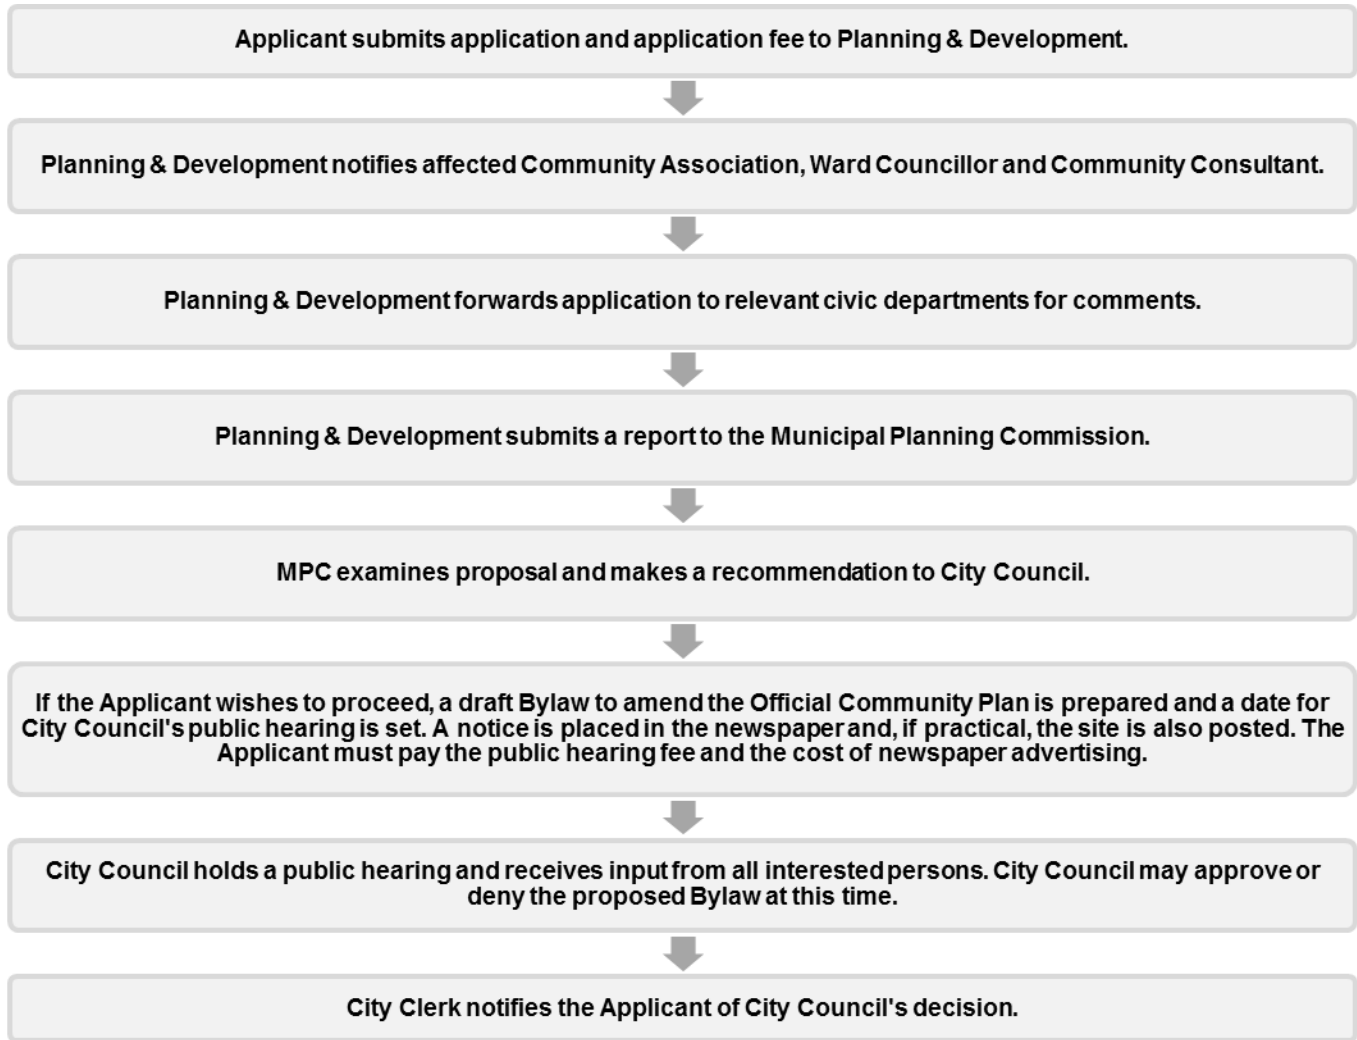 Applicant submits application and application fee to Planning & Development.
Planning & Development notifies affected Community Association, Ward Councillor and Community Consultant.
Planning & Development forwards application to relevant civic departments for comments.
Planning & Development submits a report to the Municipal Planning Commission.
MPC examines proposal and makes a recommendation to City Council.
If the Applicant wishes to proceed, a draft Bylaw to amend the Official Community Plan is prepared and a date for
City Council's public hearing is set. A notice is placed in the newspaper and, if practical, the site is also posted. The
Applicant must pay the public hearing fee and the cost of newspaper advertising.
City Council holds a public hearing and receives input from all interested persons. City Council may approve or
deny the proposed Bylaw at this time.
City Clerk notifies the Applicant of City Council's decision.